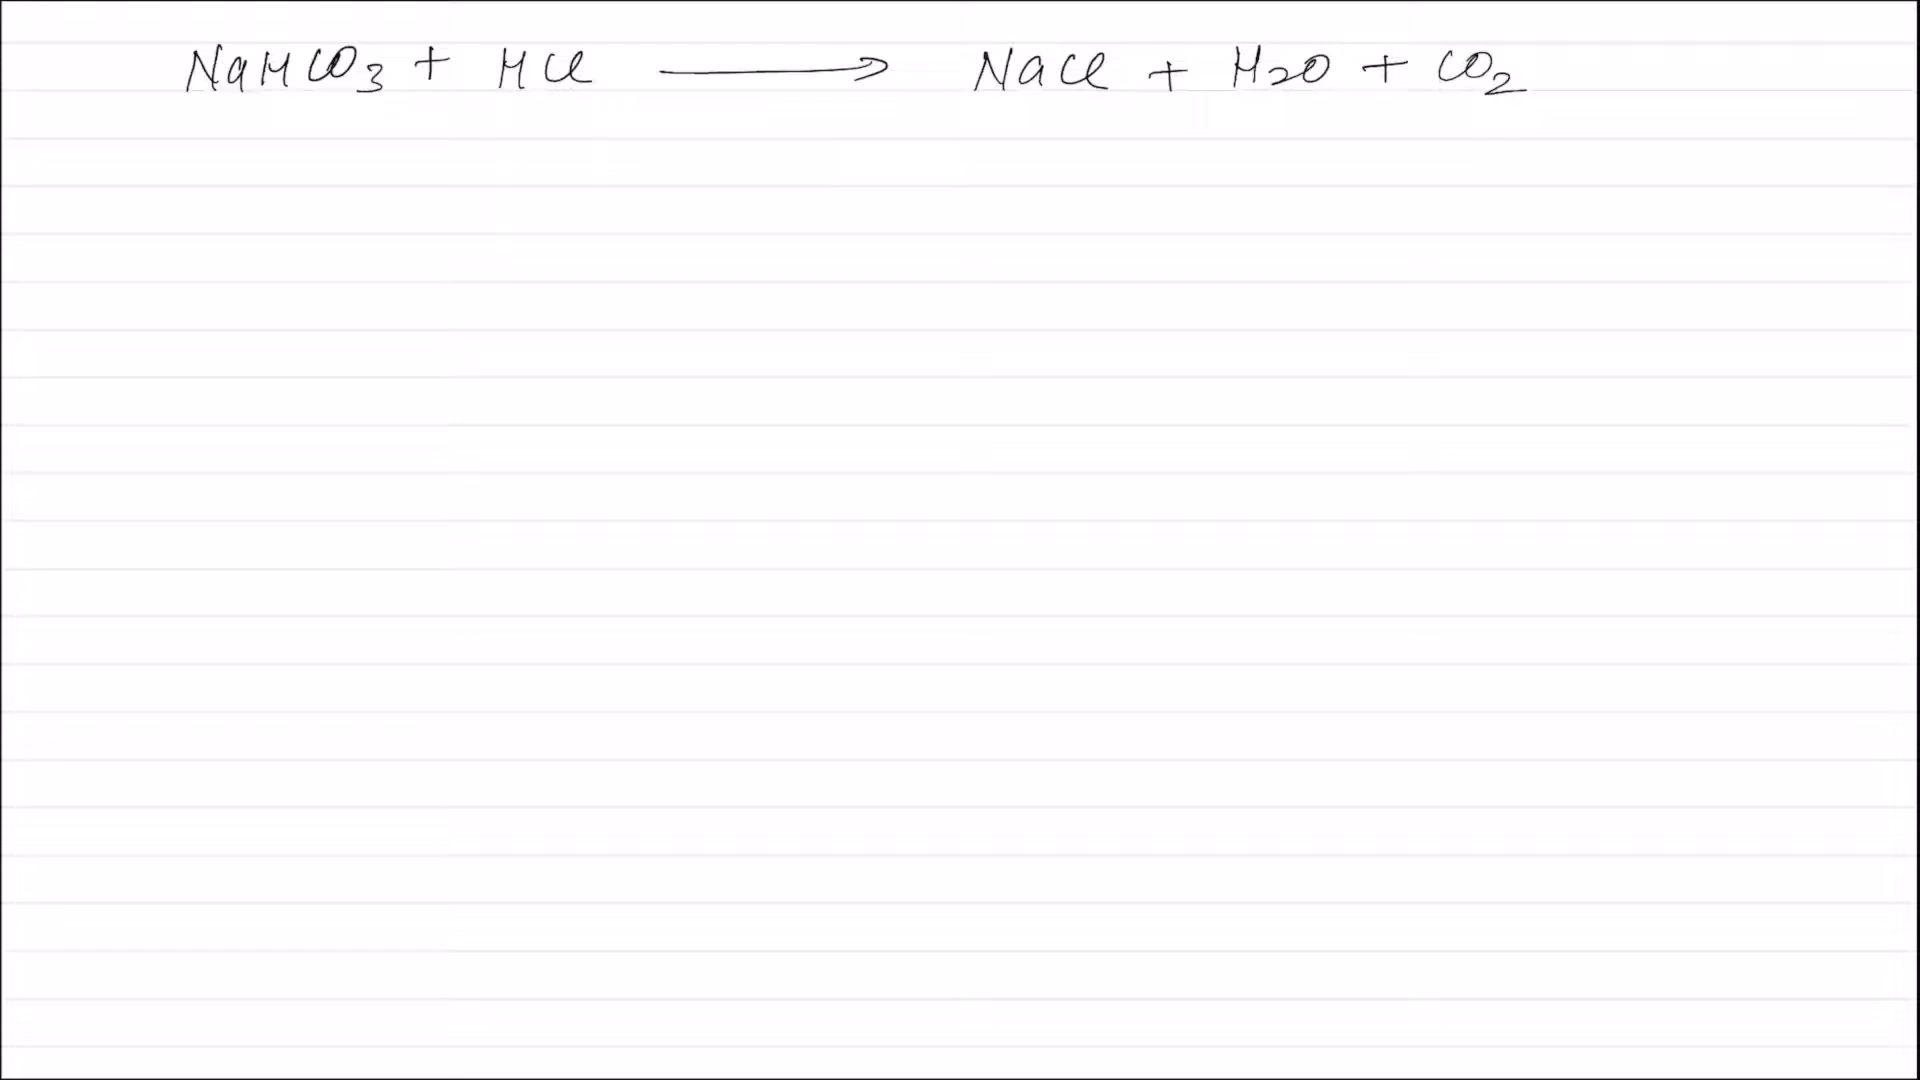 NaHCO₃ + HCl ⟶ NaCl + H₂O + CO₂